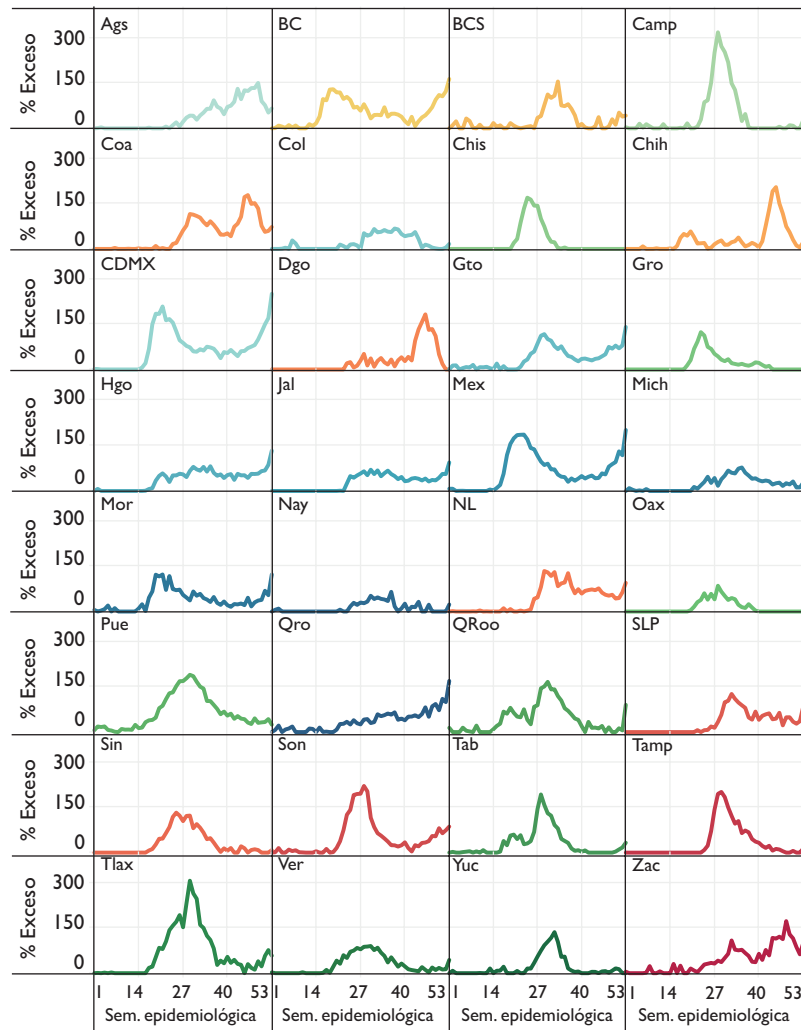 Ags BC BCS Camp
% Exceso 300 150 0
Coa Col Chis Chih
% Exceso 300 150 0
CDMX Dgo Gto Gro
% Exceso 300 150 0
Hgo Jal Mex Mich
% Exceso 300 150 0
Mor Nay NL Oax
% Exceso 300 150 0
Pue Qro QRoo SLP
% Exceso 300 150 0
Sin Son Tab Tamp
% Exceso 300 150 0
Tlax Ver Yuc Zac
% Exceso 300 150 0
1 14 27 40 53 1 14 27 40 53 1 14 27 40 53 1 14 27 40 53
Sem. epidemiológica Sem. epidemiológica Sem. epidemiológica Sem. epidemiológica